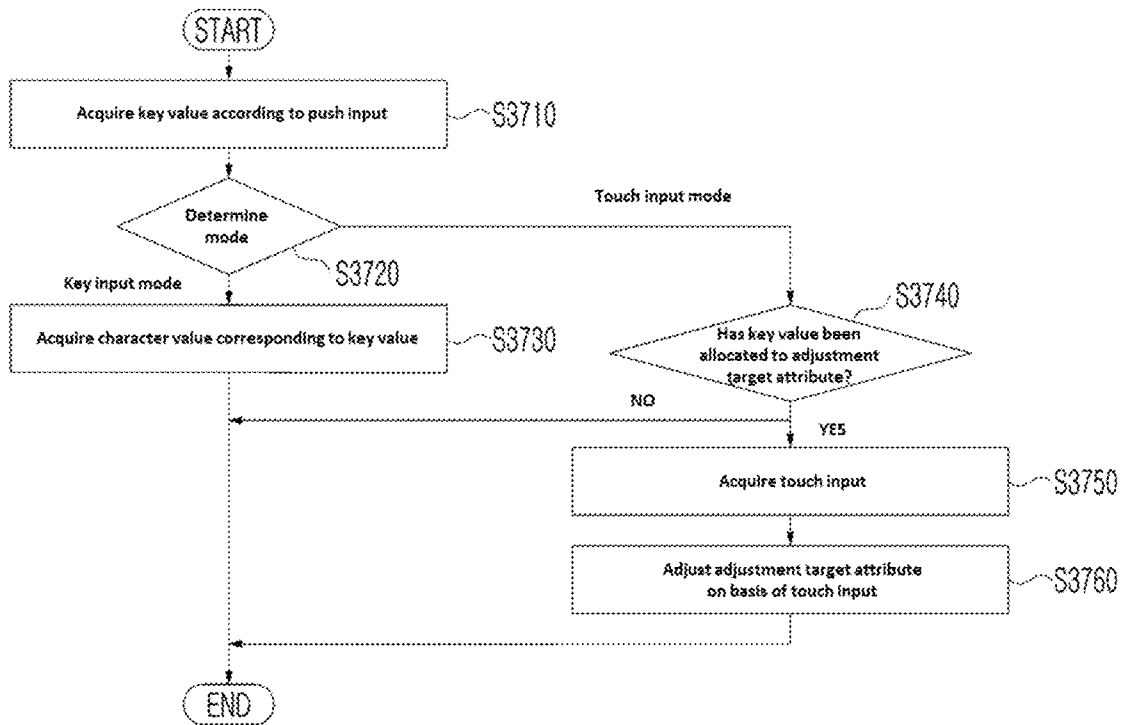 START
Acquire key value according to push input
S3710
Touch input mode
Determine
mode
S3720
Key input mode
S3740
Acquire character value corresponding to key value
S3730
Has key value been
allocated to adjustment
target attribute?
NO
YES
Acquire touch input
S3750
Adjust adjustment target attribute
on basis of touch input
S3760
END